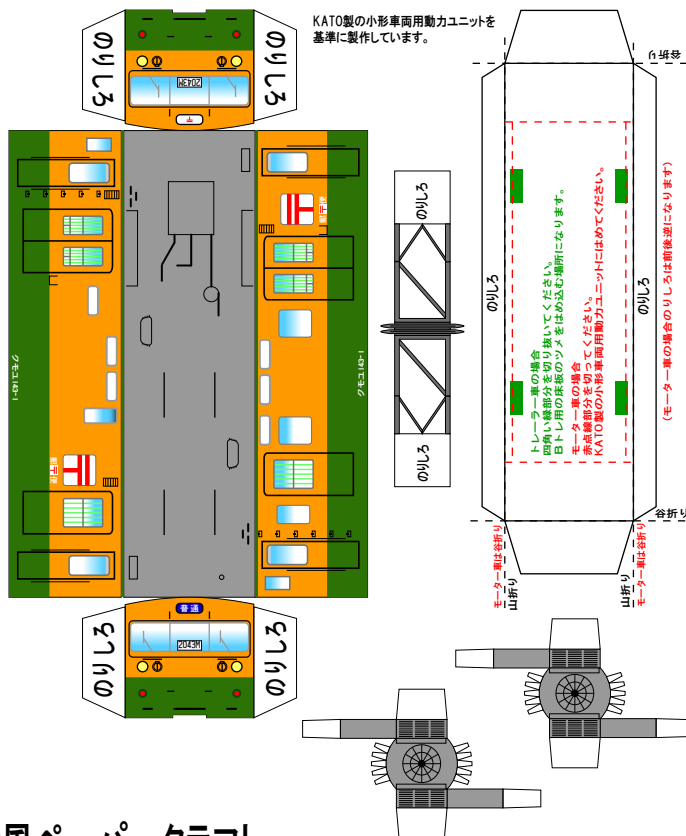 KATO製の小形車両用動力ユニットを
基準に製作しています。
のりしろ
のりしろ
2043M
〒
谷折り
クモユ143-1
クモユ143-1
のりしろ
のりしろ
のりしろ
のりしろ
トレーラー車の場合
四角い緑部分を切り抜いてください。
Bトレ用の床板のツメをはめ込む場所になります。
モーター車の場合
赤点線部分を切ってください。
KATO製の小形車両用動力ユニットにはめてください。
(モーター車の場合のりしろは前後逆になります)
谷折り
モーター車は谷折り
山折り
山折り
モーター車は谷折り
普通
2043M
のりしろ
のりしろ